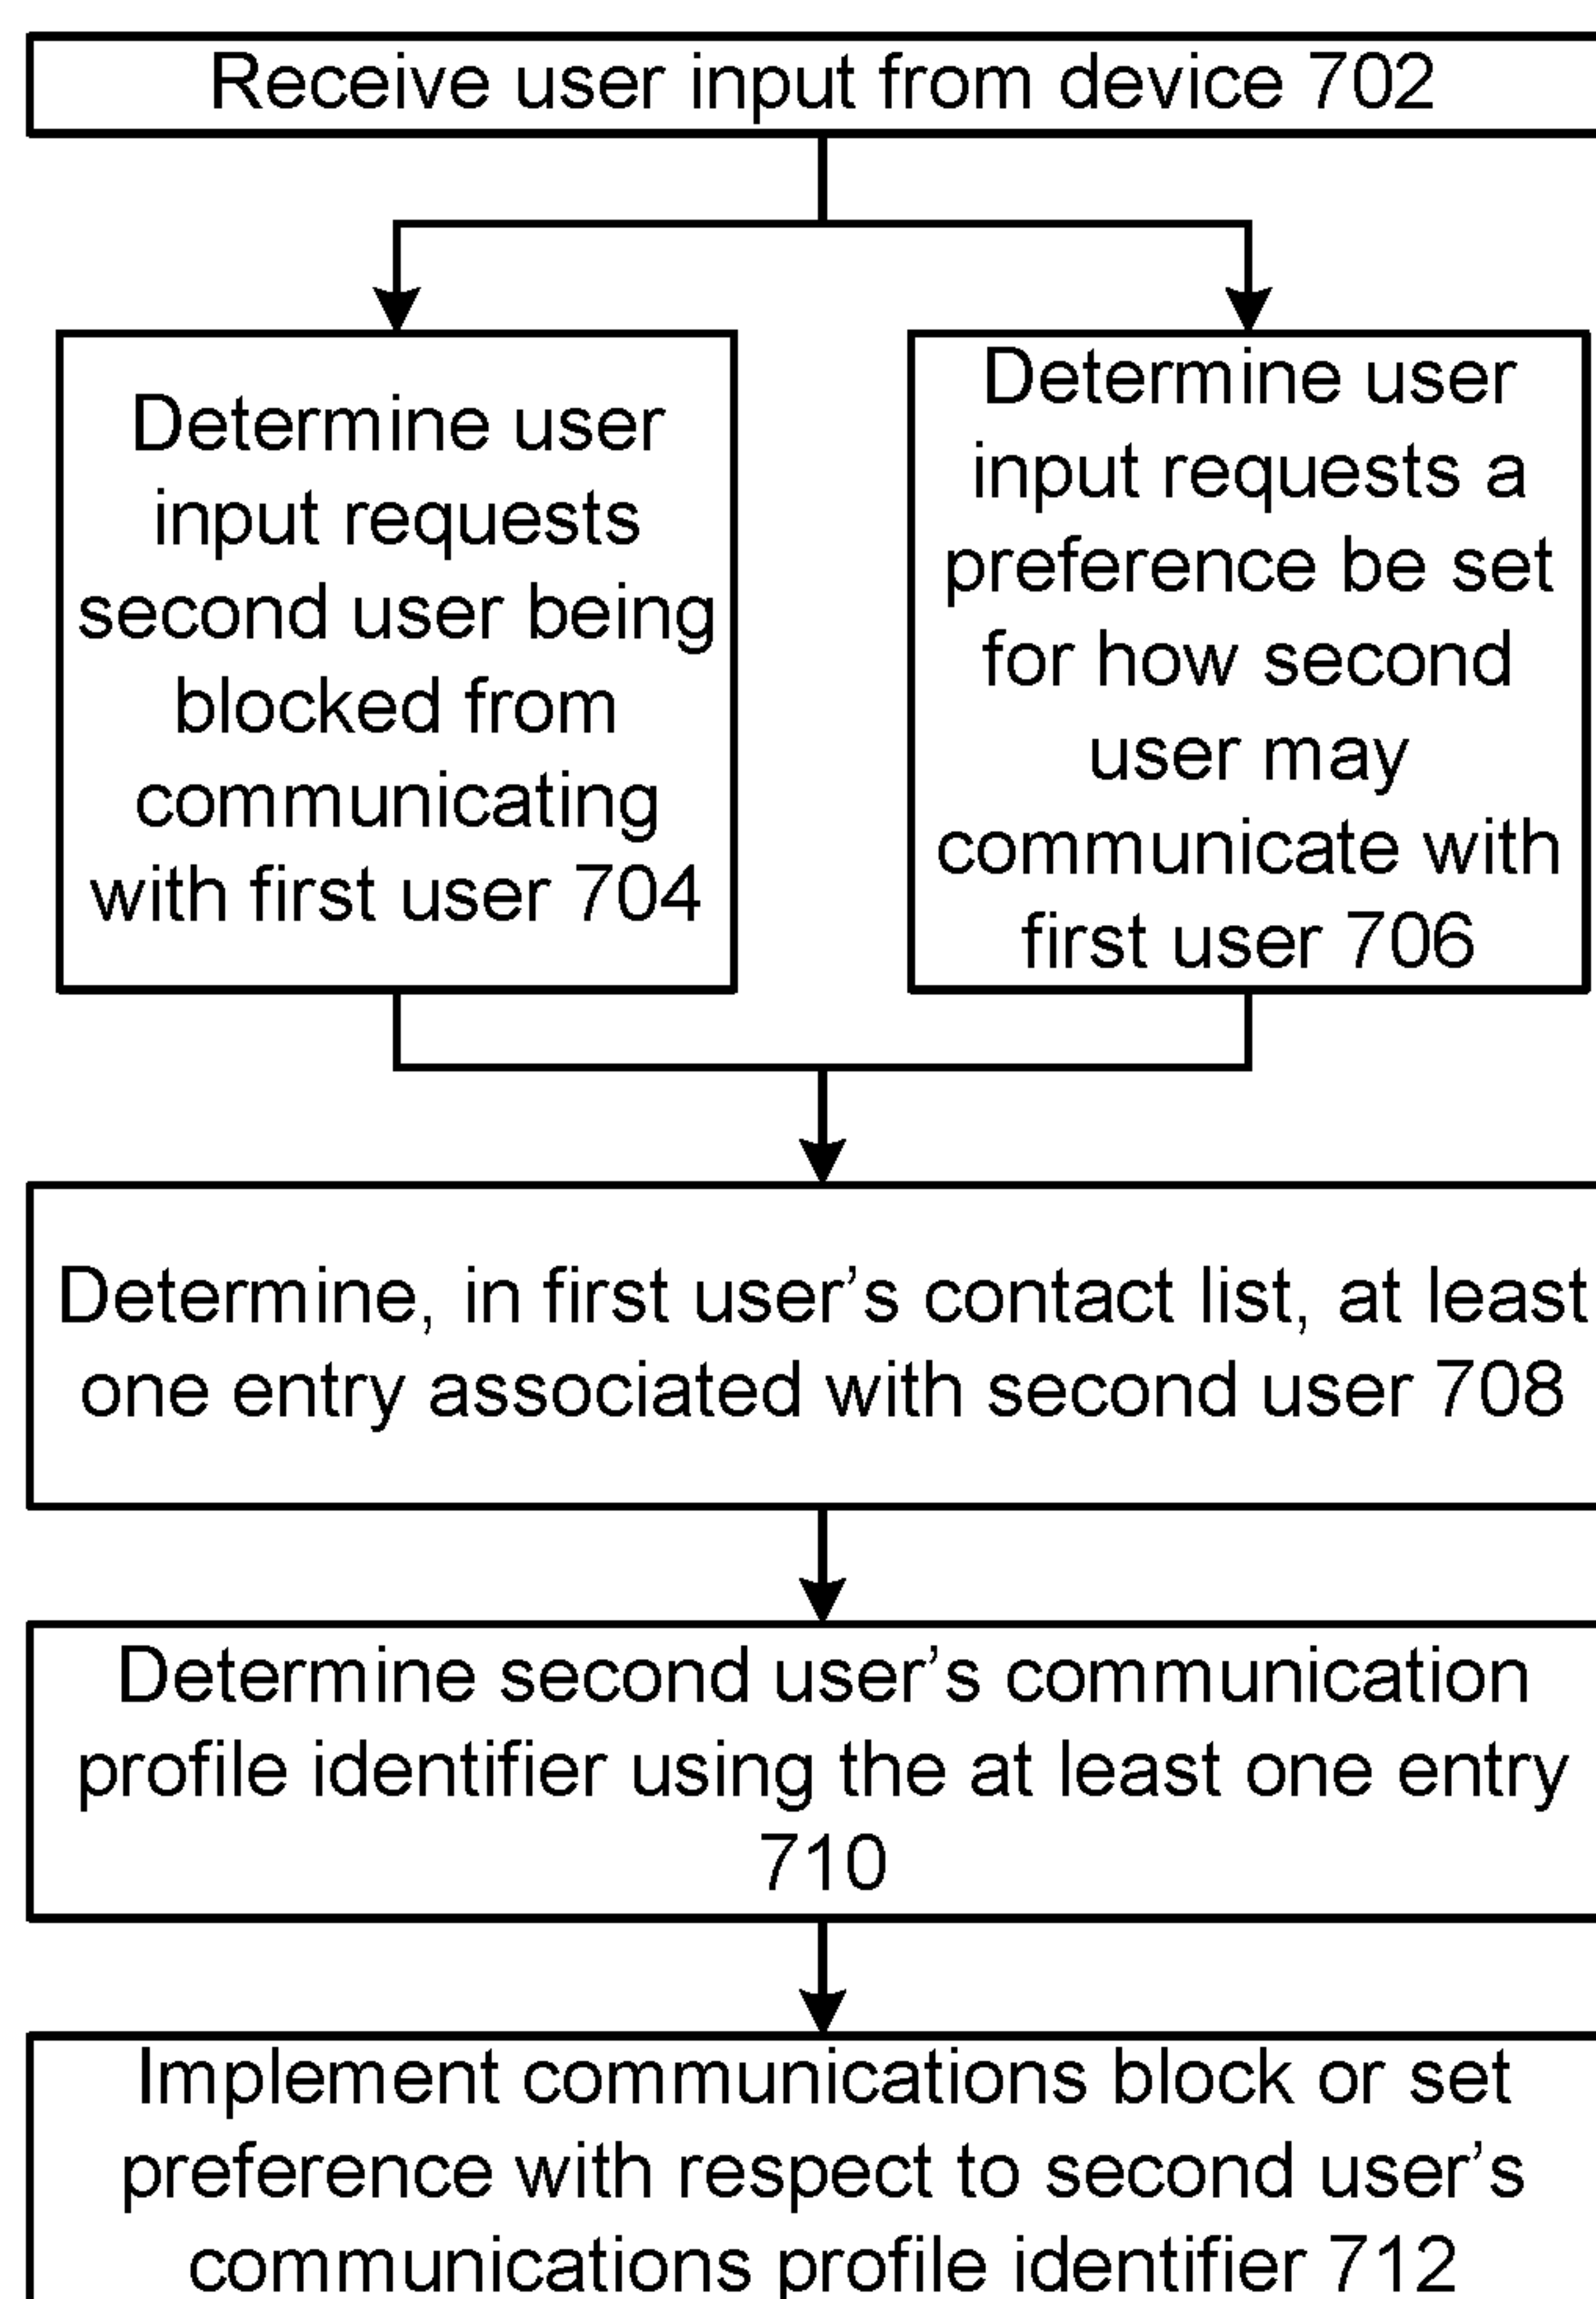 Receive user input from device 702
Determine user
input requests
second user being
blocked from
communicating
with first user 704
Determine user
input requests a
preference be set
for how second
user may
communicate with
first user 706
Determine, in first user’s contact list, at least
one entry associated with second user 708
Determine second user’s communication
profile identifier using the at least one entry
710
Implement communications block or set
preference with respect to second user’s
communications profile identifier 712